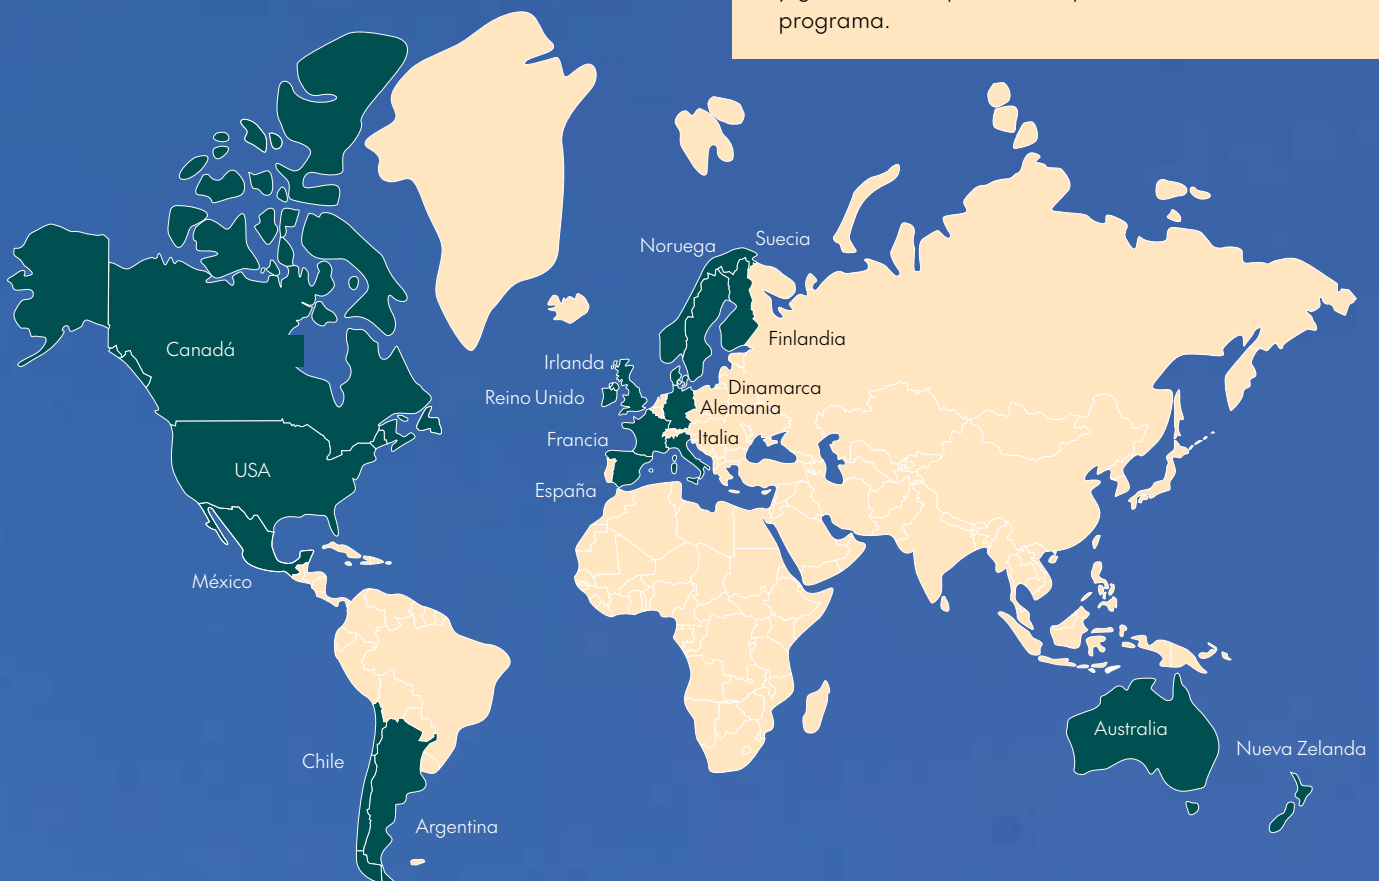 programa.
Noruega
Suecia
Finlandia
Canadá
Irlanda
Dinamarca
Reino Unido
Alemania
Francia
Italia
USA
España
México
Australia
Nueva Zelanda
Chile
Argentina